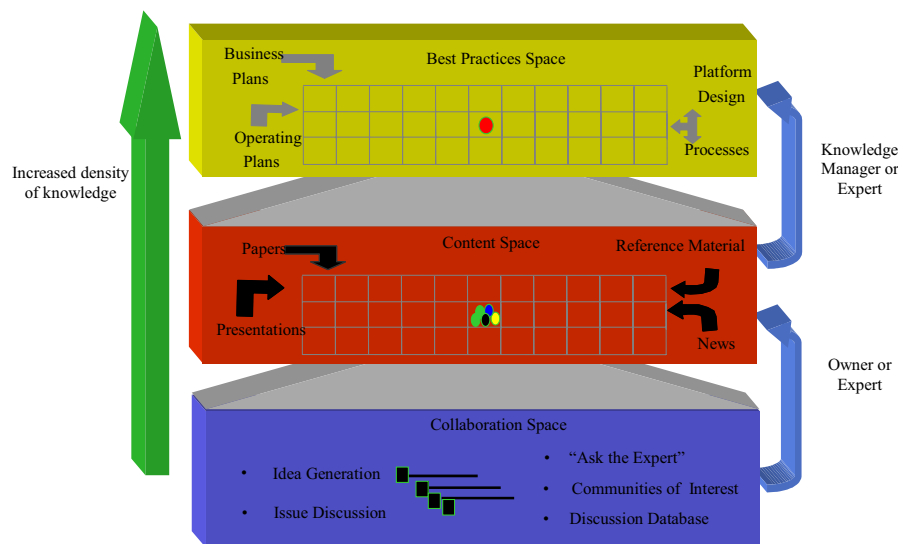 Best Practices Space
Business
Plans
Platform
Design
Operating
Plans
Processes
Increased density
of knowledge
Knowledge
Manager or
Expert
Content Space
Papers
Reference Material
Presentations
News
Owner or
Expert
Collaboration Space
• Idea Generation
• Issue Discussion
• “Ask the Expert”
• Communities of Interest
• Discussion Database